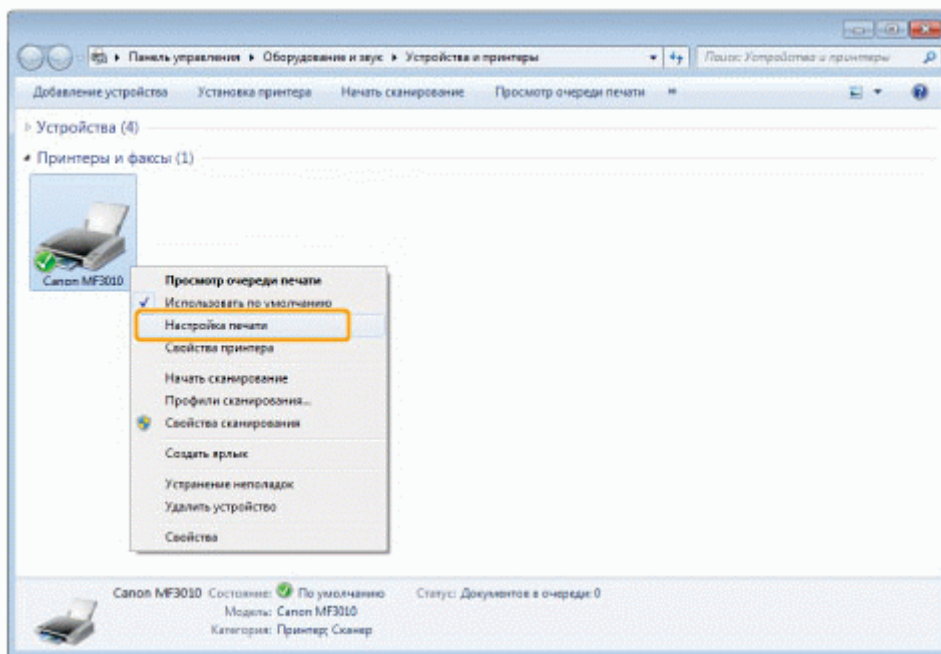 Панель управления ▸ Оборудование и звук ▸ Устройства и принтеры Поиск: Устройства и принтеры
Добавление устройства Установка принтера Начать сканирование Просмотр очереди печати »
Устройства (4)
Принтеры и факсы (1)
Canon MF3010
Просмотр очереди печати
Использовать по умолчанию
Настройка печати
Свойства принтера
Начать сканирование
Профили сканирования...
Свойства сканирования
Создать ярлык
Устранение неполадок
Удалить устройство
Свойства
Canon MF3010 Состояние: По умолчанию Статус: Документов в очереди: 0
Модель: Canon MF3010
Категория: Принтер; Сканер